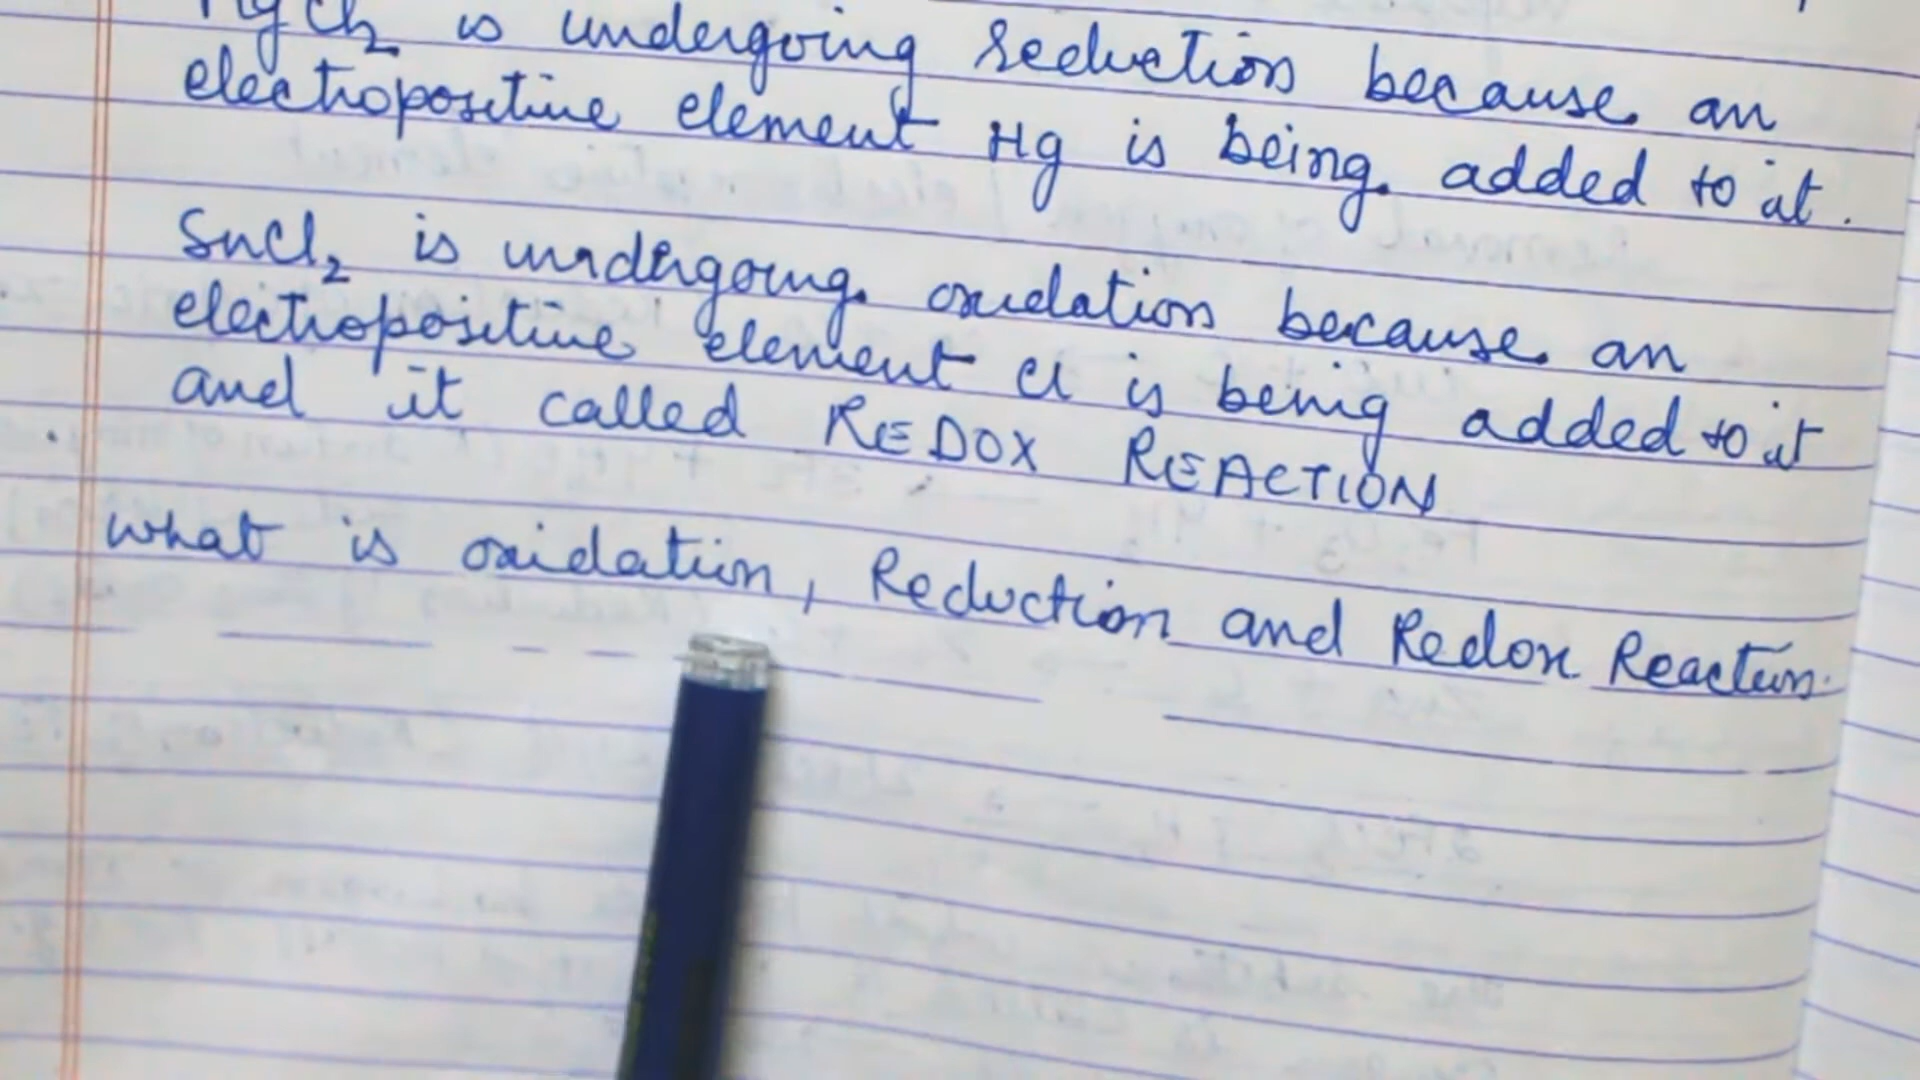 HgCl2 is undergoing Reduction because an
electropositive element Hg is being added to it.
SnCl2 is undergoing oxidation because an
electropositive element Cl is being added to it
and it called REDOX REACTION
what is oxidation, Reduction and Redox Reaction.